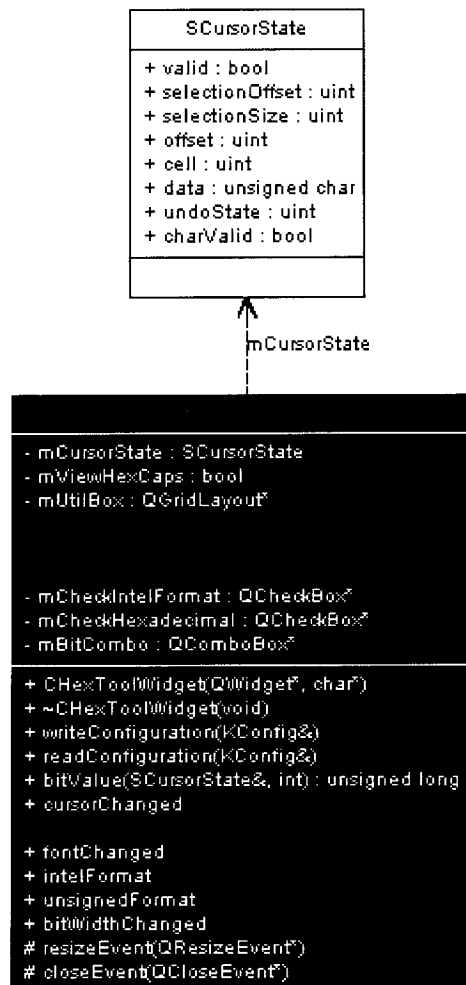 SCursorState
+ valid : bool
+ selectionOffset : uint
+ selectionSize : uint
+ offset : uint
+ cell : uint
+ data : unsigned char
+ undoState : uint
+ charValid : bool
mCursorState
- mCursorState : SCursorState
- mViewHexCaps : bool
- mUtilBox : QGridLayout*
- mCheckIntelFormat : QCheckBox*
- mCheckHexadecimal : QCheckBox*
- mBitCombo : QComboBox*
+ CHexToolWidget(QWidget*, char*)
+ ~CHexToolWidget(void)
+ writeConfiguration(KConfig&)
+ readConfiguration(KConfig&)
+ bitValue(SCursorState&, int) : unsigned long
+ cursorChanged
+ fontChanged
+ intelFormat
+ unsignedFormat
+ bitWidthChanged
# resizeEvent(QResizeEvent*)
# closeEvent(QCloseEvent*)